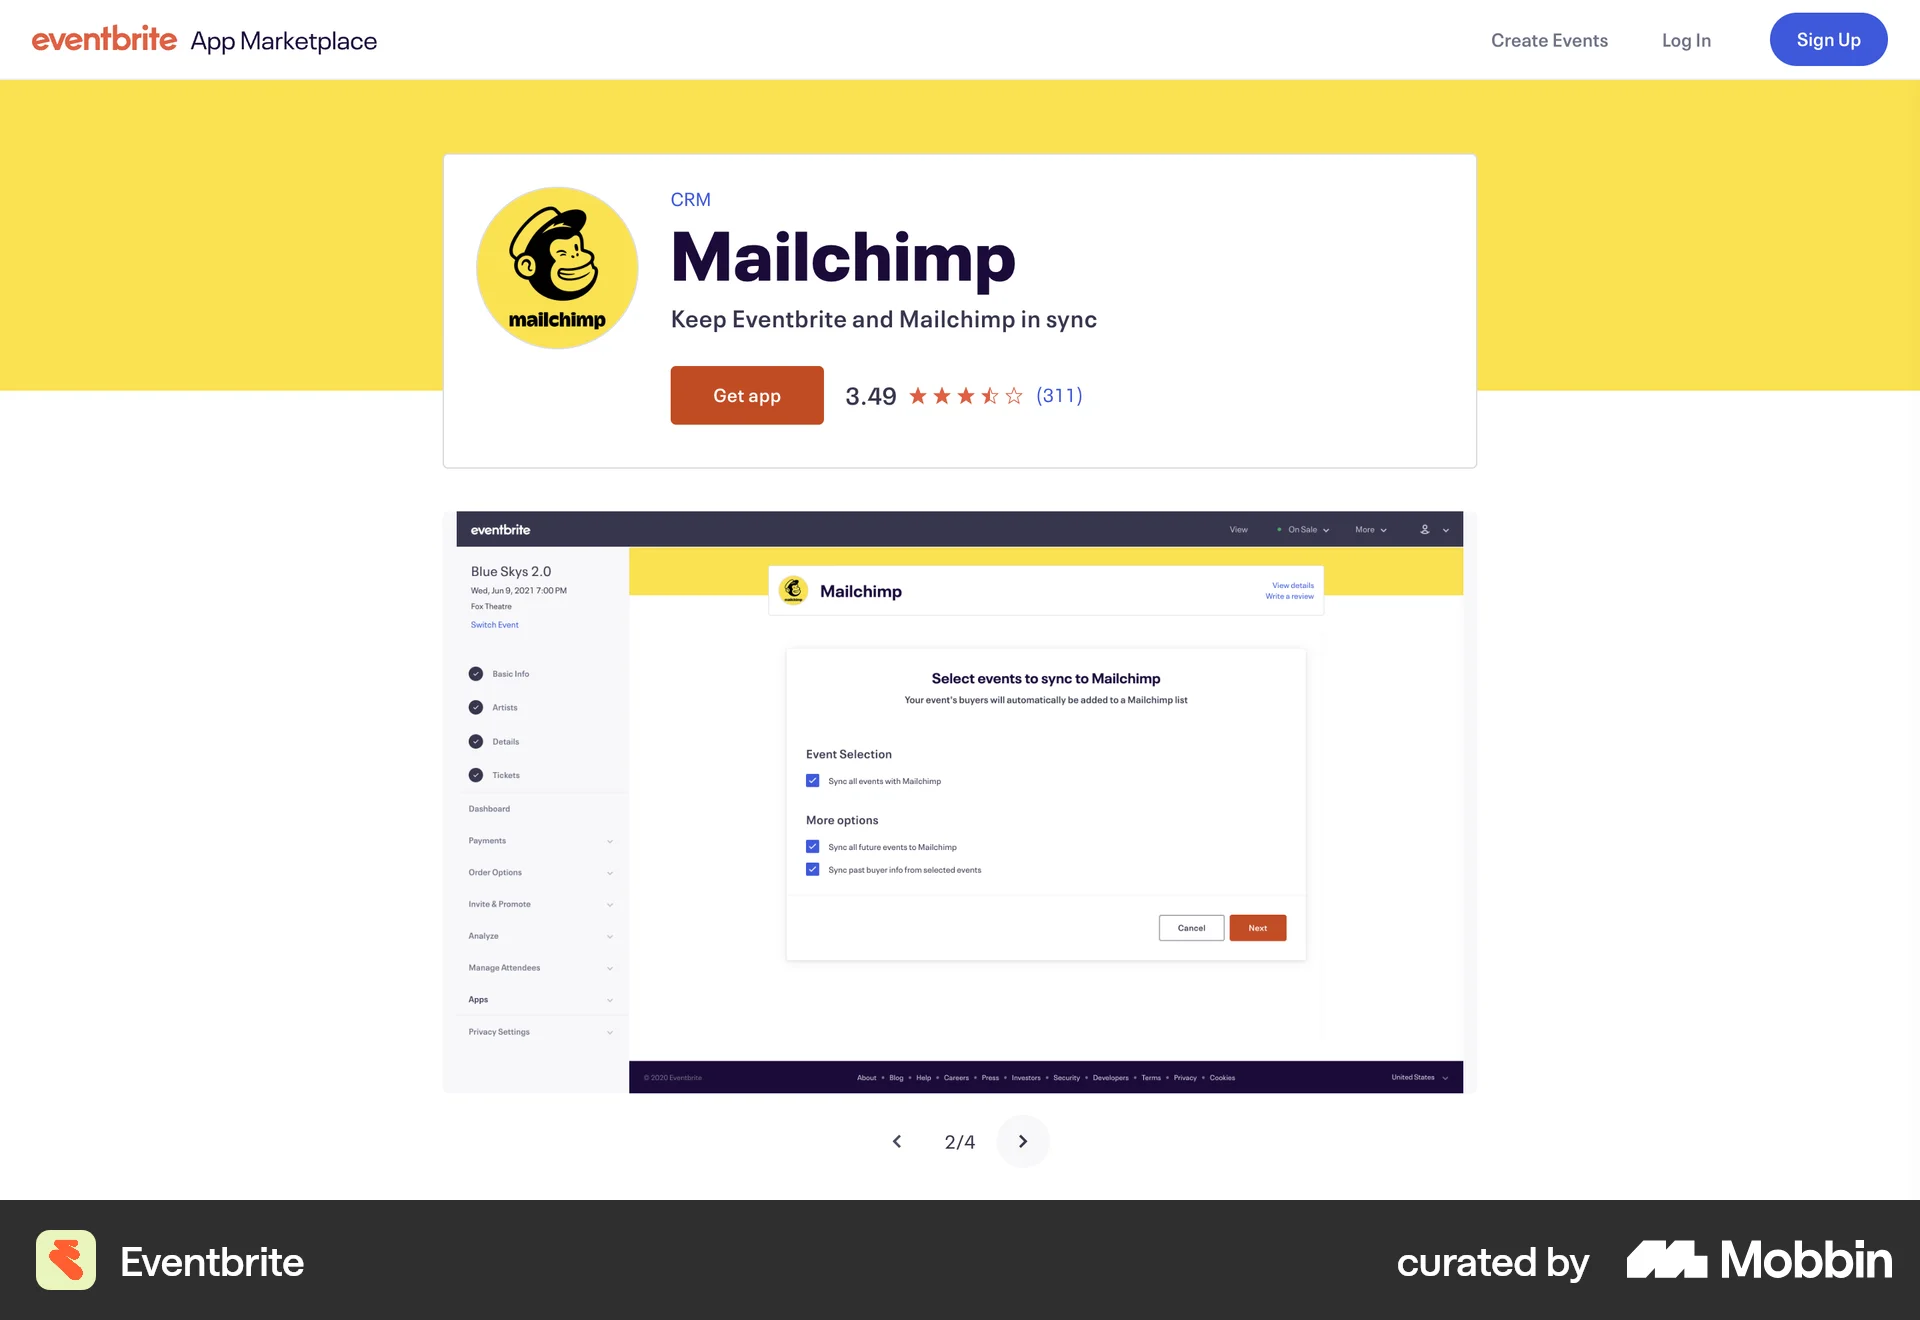 eventbrite App Marketplace
Create Events
Log In
Sign Up
mailchimp
CRM
Mailchimp
Keep Eventbrite and Mailchimp in sync
Get app
3.49
(311)
eventbrite
View
On Sale
More
Blue Skys 2.0
Wed, Jun 9, 2021 7:00 PM
Fox Theatre
Switch Event
Basic Info
Artists
Details
Tickets
Dashboard
Payments
Order Options
Invite & Promote
Analyze
Manage Attendees
Apps
Privacy Settings
Mailchimp
View details
Write a review
Select events to sync to Mailchimp
Your event's buyers will automatically be added to a Mailchimp list
Event Selection
Sync all events with Mailchimp
More options
Sync all future events to Mailchimp
Sync past buyer info from selected events
Cancel
Next
© 2020 Eventbrite
About • Blog • Help • Careers • Press • Investors • Security • Developers • Terms • Privacy • Cookies
United States
2/4
Eventbrite
curated by Mobbin